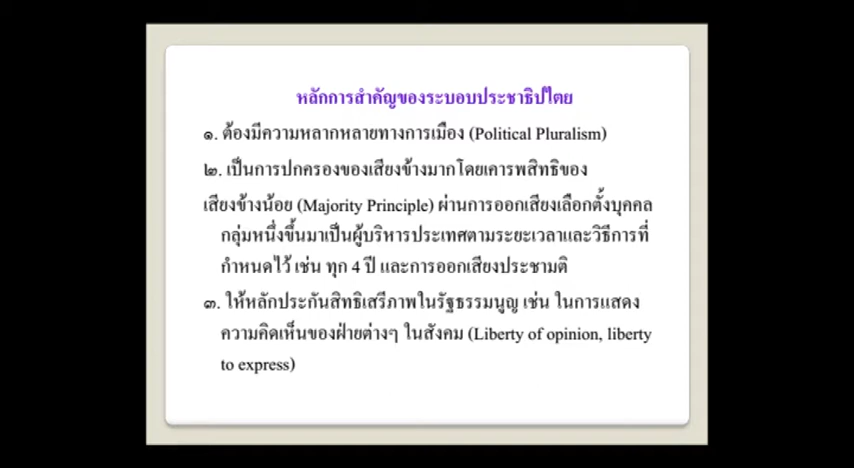 หลักการสำคัญของระบอบประชาธิปไตย
๑. ต้องมีความหลากหลายทางการเมือง (Political Pluralism)
๒. เป็นการปกครองของเสียงข้างมากโดยเคารพสิทธิของ
เสียงข้างน้อย (Majority Principle) ผ่านการออกเสียงเลือกตั้งบุคคล
กลุ่มหนึ่งขึ้นมาเป็นผู้บริหารประเทศตามระยะเวลาและวิธีการที่
กำหนดไว้ เช่น ทุก 4 ปี และการออกเสียงประชามติ
๓. ให้หลักประกันสิทธิเสรีภาพในรัฐธรรมนูญ เช่น ในการแสดง
ความคิดเห็นของฝ่ายต่างๆ ในสังคม (Liberty of opinion, liberty
to express)